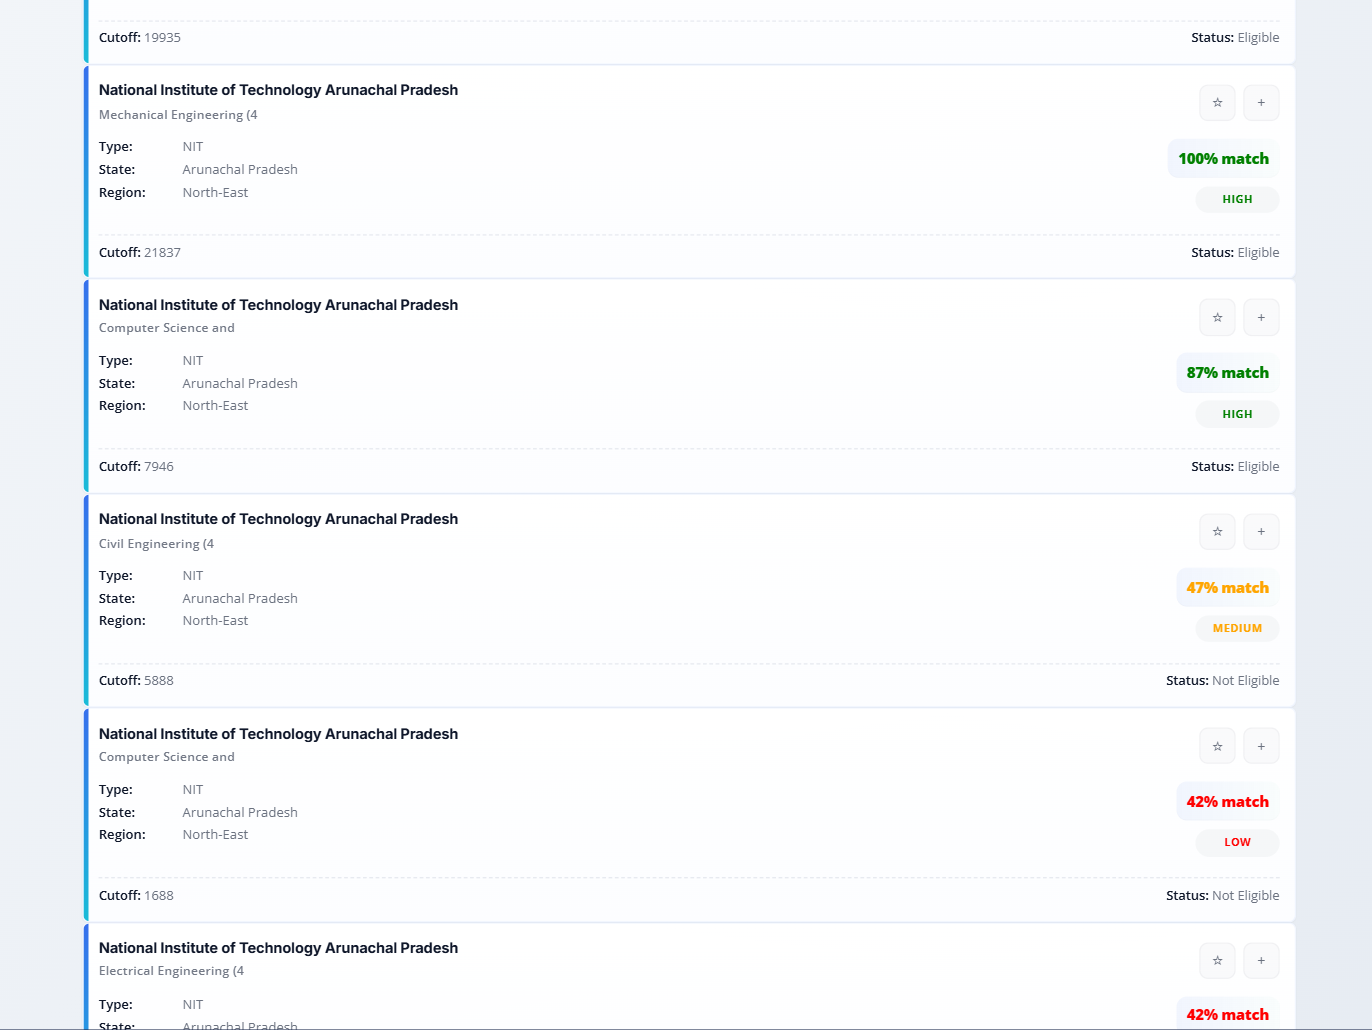 Cutoff: 19935 Status: Eligible
National Institute of Technology Arunachal Pradesh
☆ +
Mechanical Engineering (4
Type: NIT
100% match
State: Arunachal Pradesh
Region: North-East
HIGH
Cutoff: 21837 Status: Eligible
National Institute of Technology Arunachal Pradesh
☆ +
Computer Science and
Type: NIT
87% match
State: Arunachal Pradesh
Region: North-East
HIGH
Cutoff: 7946 Status: Eligible
National Institute of Technology Arunachal Pradesh
☆ +
Civil Engineering (4
Type: NIT
47% match
State: Arunachal Pradesh
Region: North-East
MEDIUM
Cutoff: 5888 Status: Not Eligible
National Institute of Technology Arunachal Pradesh
☆ +
Computer Science and
Type: NIT
42% match
State: Arunachal Pradesh
Region: North-East
LOW
Cutoff: 1688 Status: Not Eligible
National Institute of Technology Arunachal Pradesh
☆ +
Electrical Engineering (4
Type: NIT
42% match
State: Arunachal Pradesh